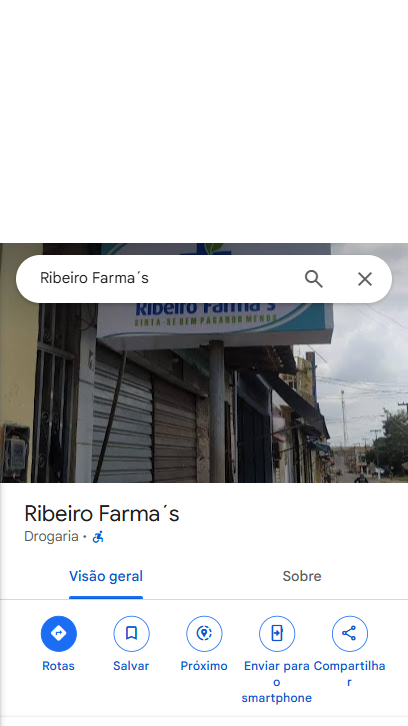 Ribeiro Farma´s
Ribeiro Farma's
SINTA-SE BEM PAGANDO MENOS
Ribeiro Farma´s
Drogaria ·
Visão geral
Sobre
Rotas
Salvar
Próximo
Enviar para
o
smartphone
Compartilha
r